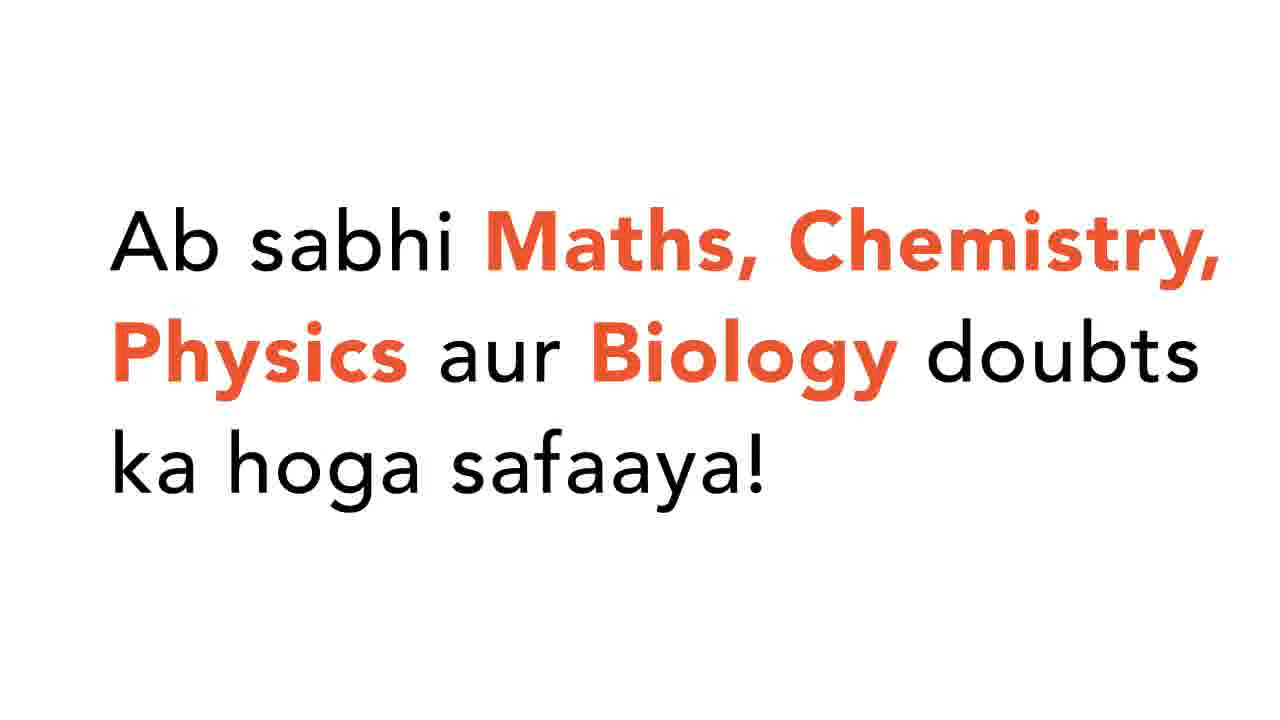 Ab sabhi Maths, Chemistry,
Physics aur Biology doubts
ka hoga safaaya!